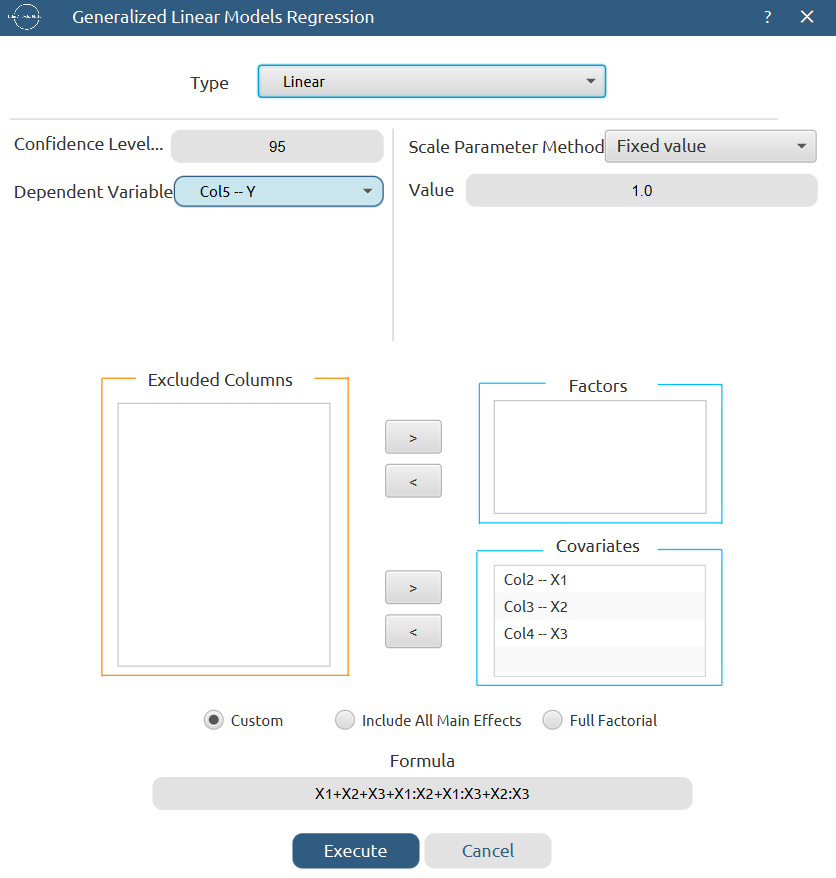 Generalized Linear Models Regression
?
Type
Linear
Confidence Level...
95
Scale Parameter Method
Fixed value
Dependent Variable
Col5 -- Y
Value
1.0
Excluded Columns
Factors
>
<
Covariates
Col2 -- X1
Col3 -- X2
Col4 -- X3
>
<
Custom
Include All Main Effects
Full Factorial
Formula
X1+X2+X3+X1:X2+X1:X3+X2:X3
Execute
Cancel